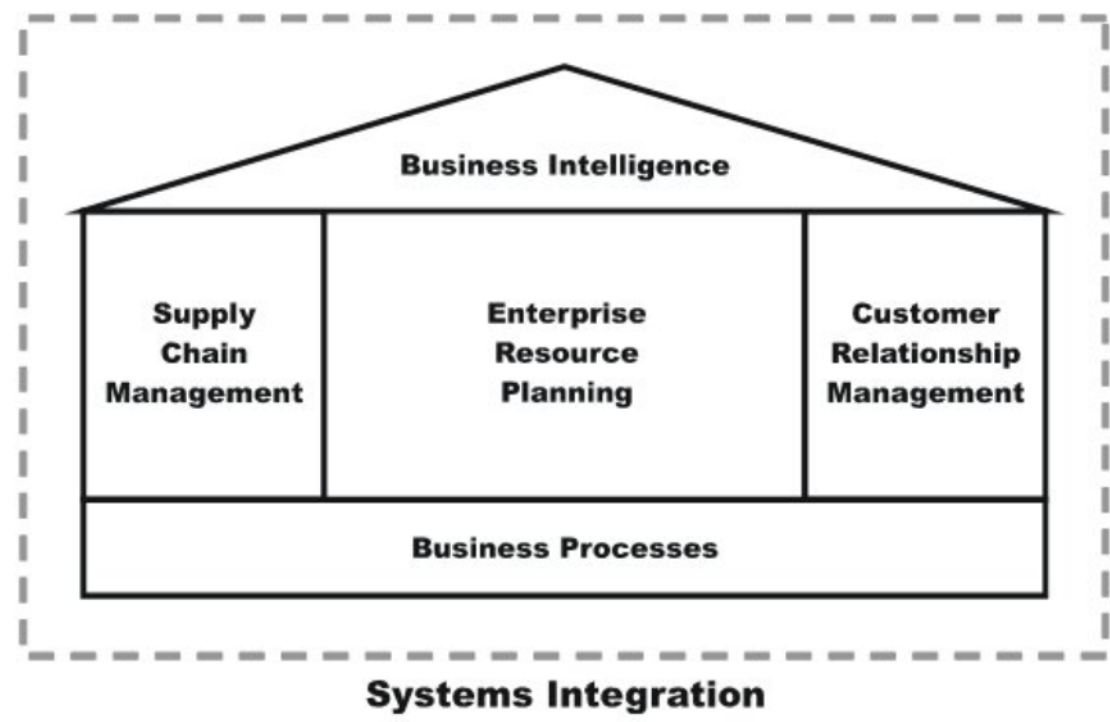 Business Intelligence
Supply
Chain
Management
Enterprise
Resource
Planning
Customer
Relationship
Management
Business Processes
Systems Integration